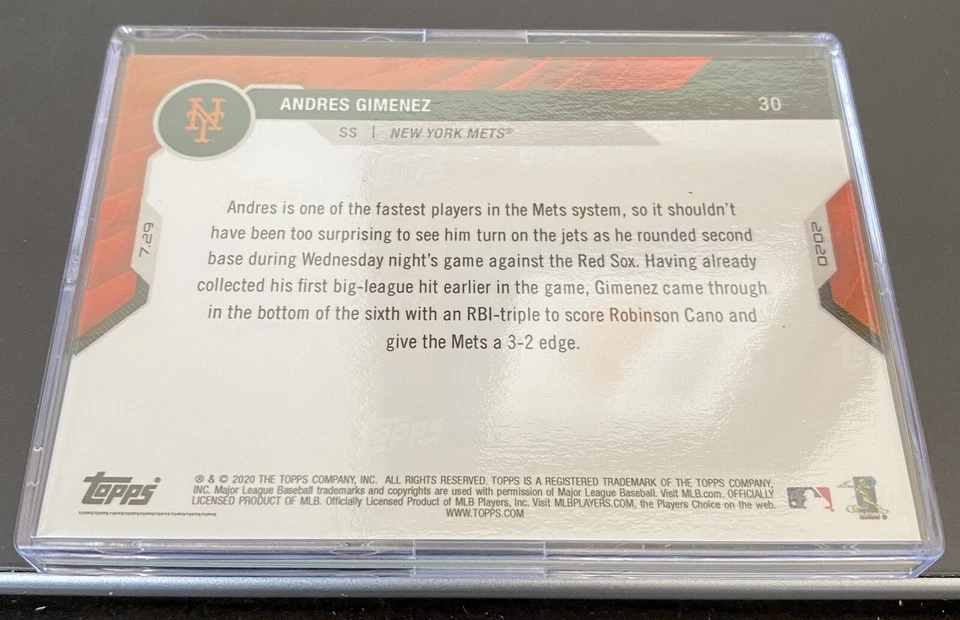 NY
ANDRES GIMENEZ 30
SS | NEW YORK METS®
7.29
2020
Andres is one of the fastest players in the Mets system, so it shouldn't
have been too surprising to see him turn on the jets as he rounded second
base during Wednesday night's game against the Red Sox. Having already
collected his first big-league hit earlier in the game, Gimenez came through
in the bottom of the sixth with an RBI-triple to score Robinson Cano and
give the Mets a 3-2 edge.
Topps
® & © 2020 THE TOPPS COMPANY, INC. ALL RIGHTS RESERVED. TOPPS IS A REGISTERED TRADEMARK OF THE TOPPS COMPANY,
INC. Major League Baseball trademarks and copyrights are used with permission of Major League Baseball. Visit MLB.com. OFFICIALLY
LICENSED PRODUCT OF MLB. Officially Licensed Product of MLB Players, Inc. Visit MLBPLAYERS.COM, the Players Choice on the web.
WWW.TOPPS.COM